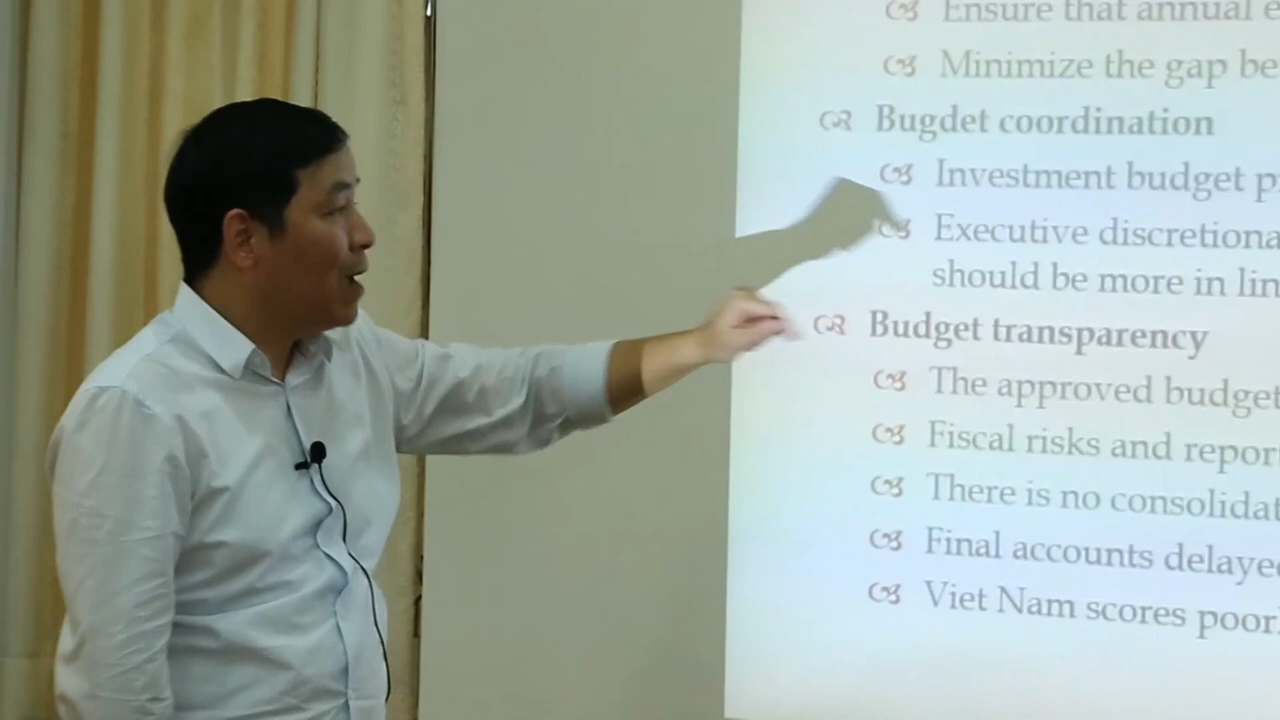 Ensure that annual e
Minimize the gap be
Bugdet coordination
Investment budget p
Executive discretiona
should be more in lin
Budget transparency
The approved budget
Fiscal risks and repor
There is no consolidat
Final accounts delaye
Viet Nam scores poor